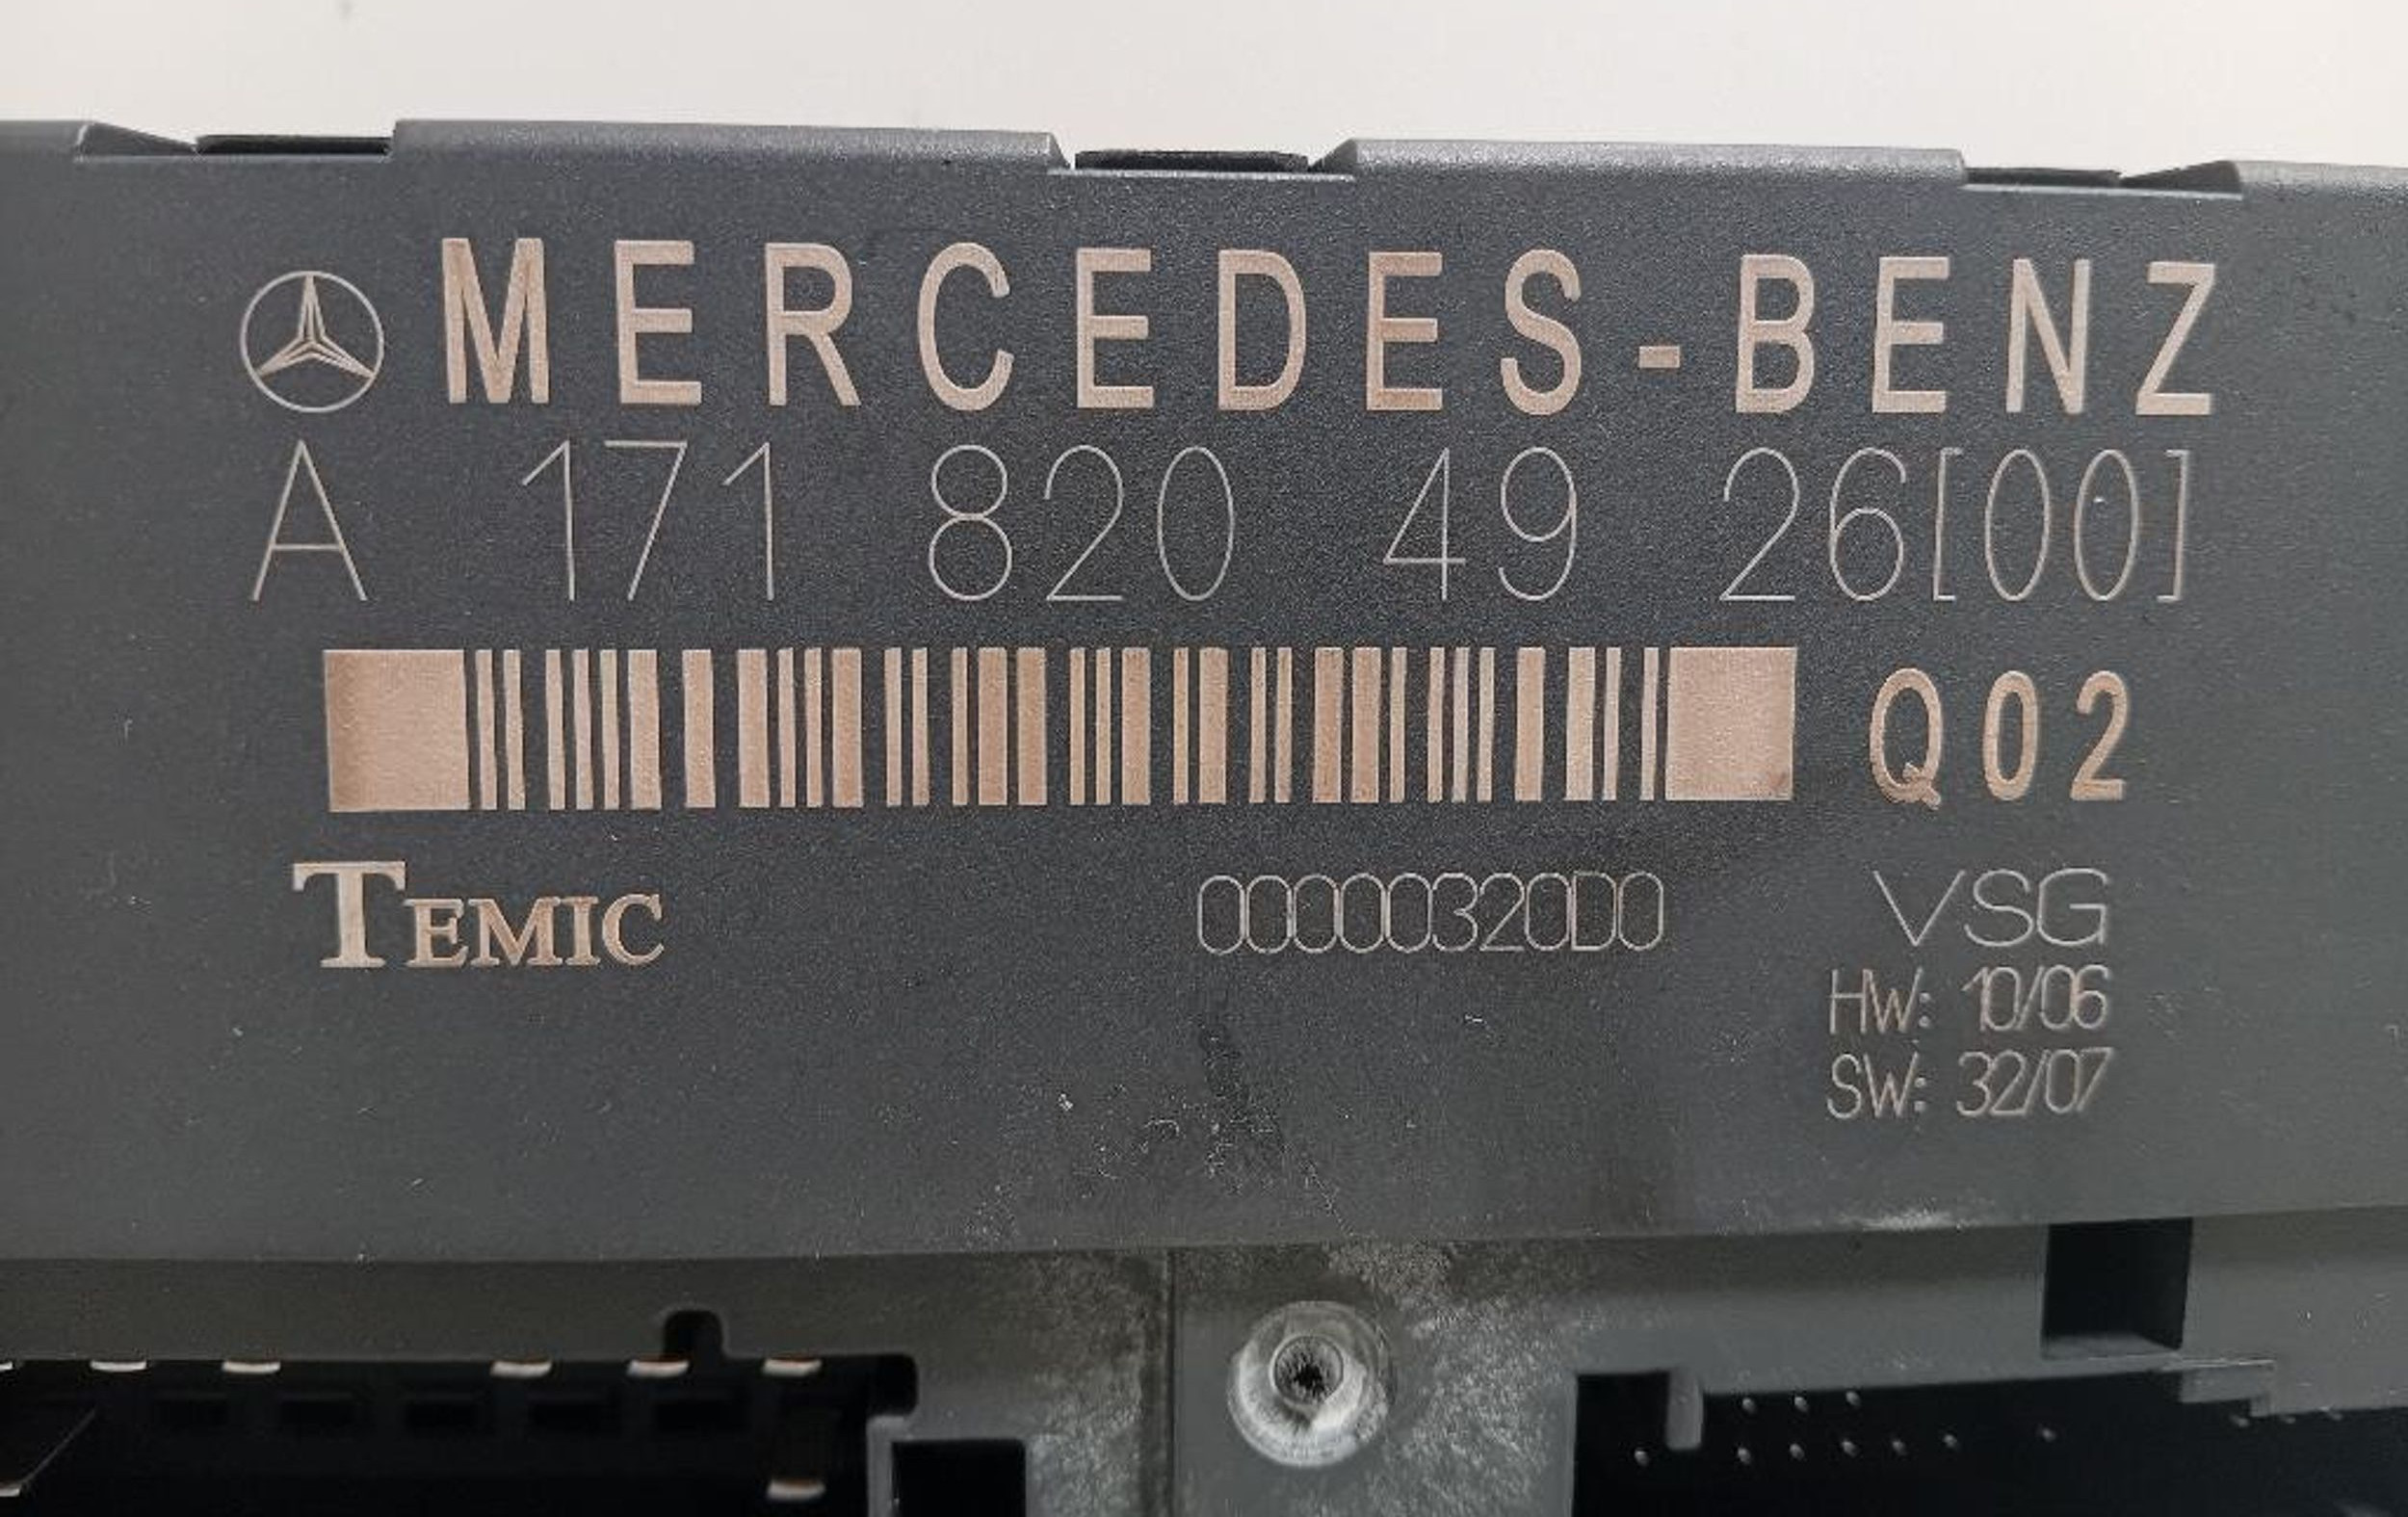 MERCEDES-BENZ
A 171 820 49 26[00]
Q02
TEMIC 00000320D0 VSG
HW: 10/06
SW: 32/07